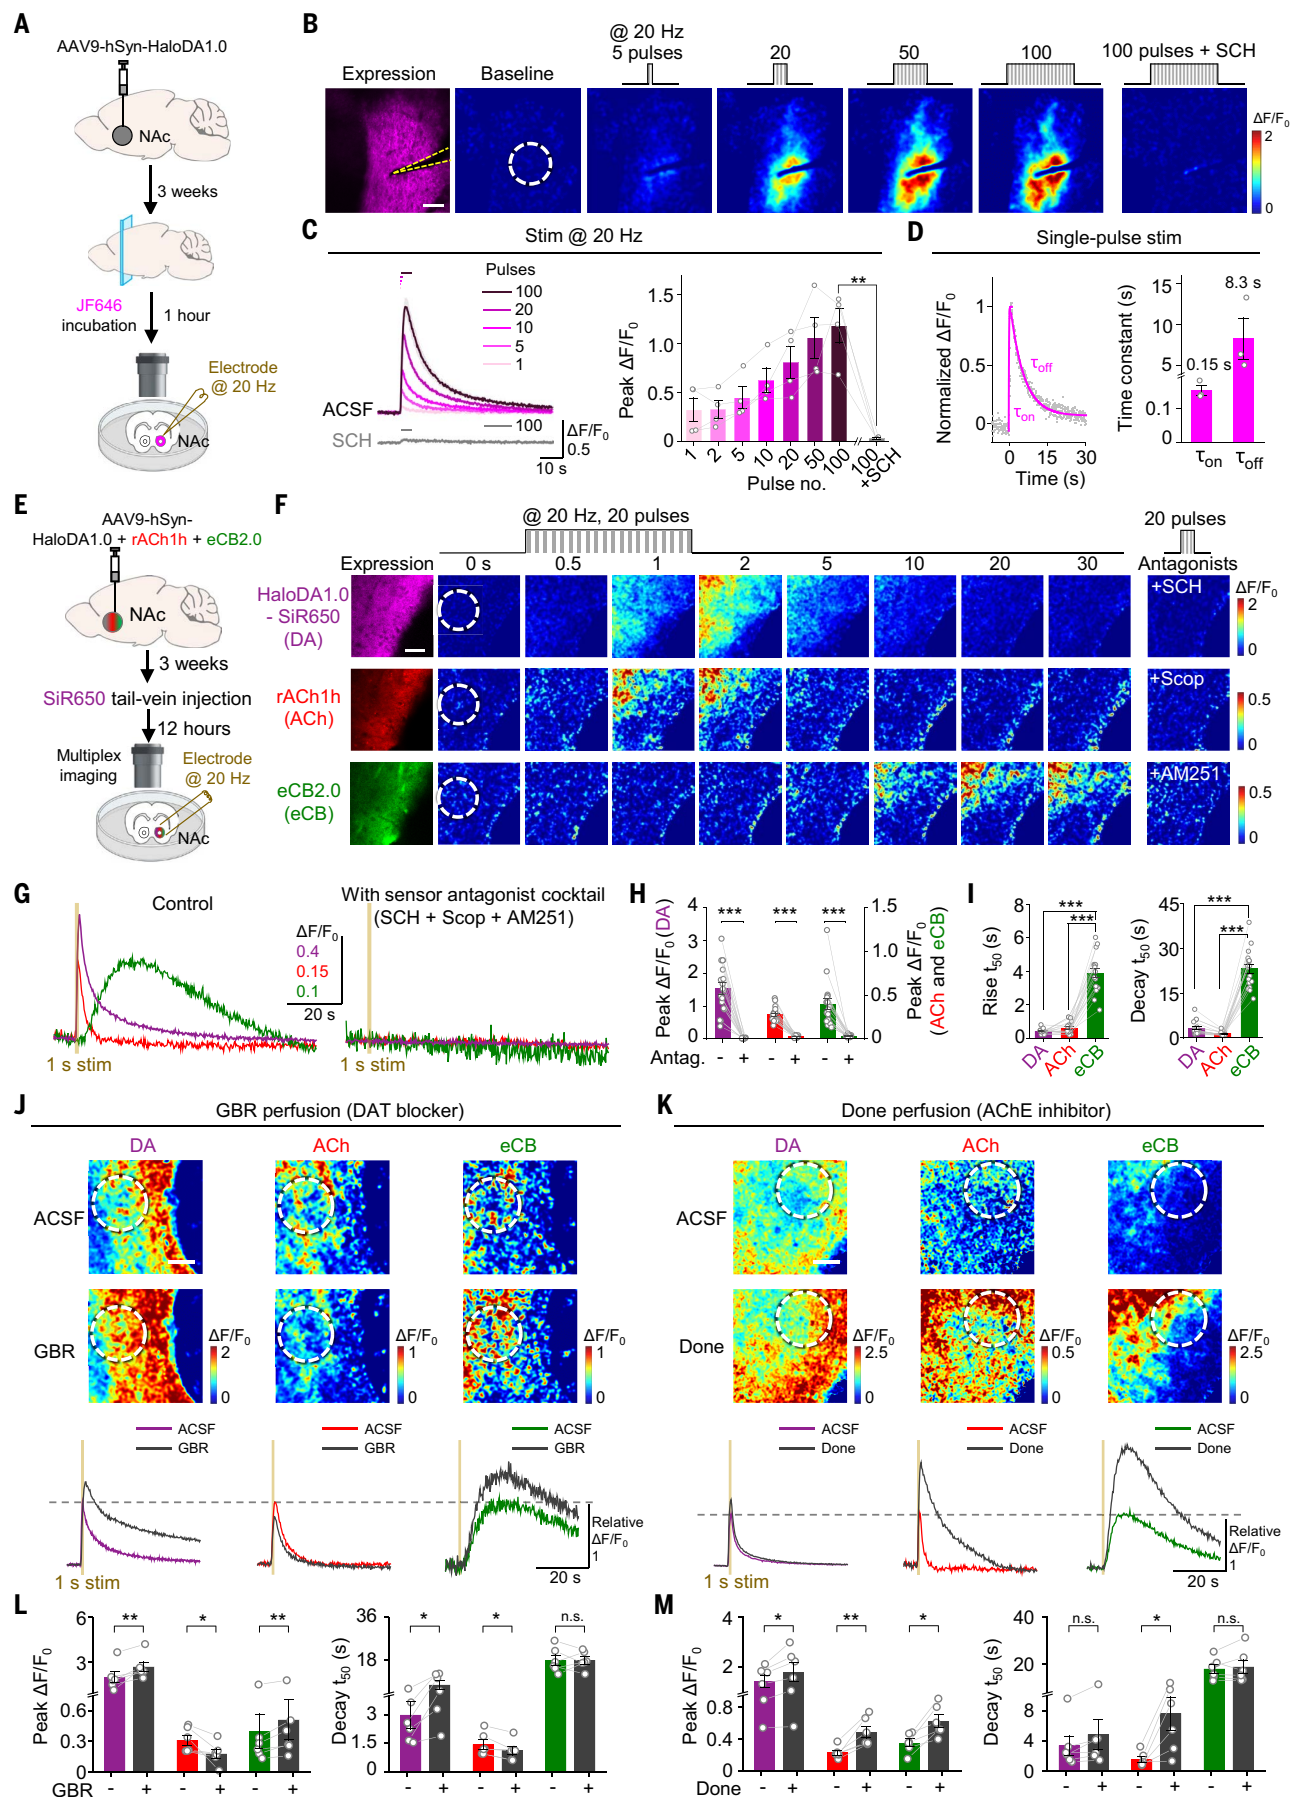 A
AAV9-hSyn-HaloDA1.0
NAc
3 weeks
JF646
incubation
1 hour
Electrode
@ 20 Hz
NAc
B
Expression
Baseline
@ 20 Hz
5 pulses
20
50
100
100 pulses + SCH
ΔF/F0
2
0
C
Stim @ 20 Hz
Pulses
100
20
10
5
1
ACSF
SCH
100
ΔF/F0
0.5
10 s
Peak ΔF/F0
1.5
1.0
0.5
0
**
1
2
5
10
20
50
100
100
+SCH
Pulse no.
D
Single-pulse stim
Normalized ΔF/F0
1
0.5
0
τoff
τon
0
15
30
Time (s)
Time constant (s)
15
10
5
0.1
0
0.15 s
8.3 s
τon
τoff
E
AAV9-hSyn-
HaloDA1.0 + rACh1h + eCB2.0
NAc
3 weeks
SiR650 tail-vein injection
12 hours
Multiplex
imaging
Electrode
@ 20 Hz
NAc
F
@ 20 Hz, 20 pulses
20 pulses
Expression
0 s
0.5
1
2
5
10
20
30
Antagonists
HaloDA1.0
- SiR650
(DA)
+SCH
ΔF/F0
2
0
rACh1h
(ACh)
+Scop
0.5
0
eCB2.0
(eCB)
+AM251
0.5
0
G
Control
With sensor antagonist cocktail
(SCH + Scop + AM251)
ΔF/F0
0.4
0.15
0.1
20 s
1 s stim
1 s stim
H
Peak ΔF/F0 (DA)
4
3
2
1
0
***
***
***
1.5
1.0
0.5
0
Peak ΔF/F0
(ACh and eCB)
Antag.
-
+
-
+
-
+
I
Rise t50 (s)
8
6
4
2
0
***
***
DA
ACh
eCB
Decay t50 (s)
45
30
15
0
***
***
DA
ACh
eCB
J
GBR perfusion (DAT blocker)
DA
ACh
eCB
ACSF
GBR
ΔF/F0
2
0
ΔF/F0
1
0
ΔF/F0
1
0
ACSF
GBR
ACSF
GBR
ACSF
GBR
1 s stim
Relative
ΔF/F0
1
20 s
K
Done perfusion (AChE inhibitor)
DA
ACh
eCB
ACSF
Done
ΔF/F0
2.5
0
ΔF/F0
0.5
0
ΔF/F0
2.5
0
ACSF
Done
ACSF
Done
ACSF
Done
1 s stim
Relative
ΔF/F0
1
20 s
L
Peak ΔF/F0
6
3
0.6
0.3
0
**
*
**
GBR
-
+
-
+
-
+
Decay t50 (s)
36
18
3
1.5
0
*
*
n.s.
-
+
-
+
-
+
M
Peak ΔF/F0
4
2
0.8
0.4
0
*
**
*
Done
-
+
-
+
-
+
Decay t50 (s)
40
20
8
4
0
n.s.
*
n.s.
-
+
-
+
-
+